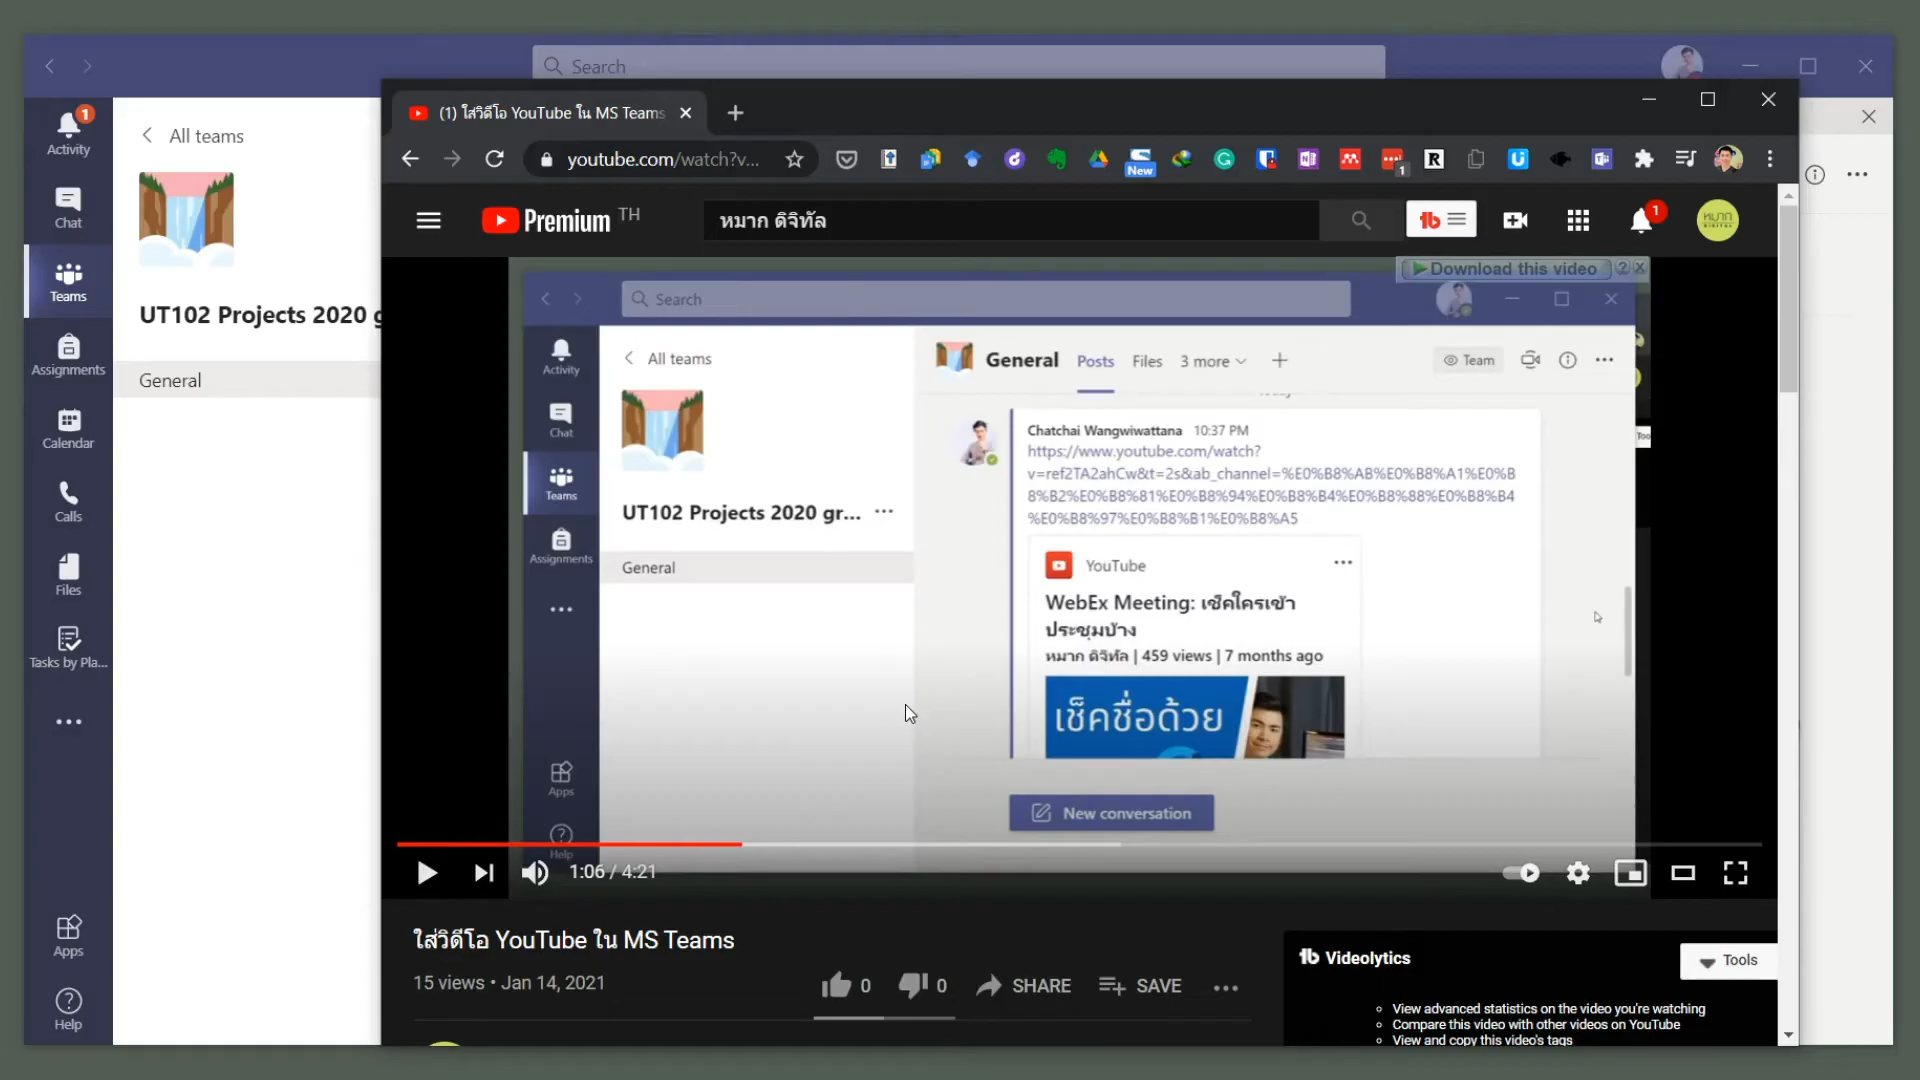 Search
(1) ใส่วิดีโอ YouTube ใน MS Teams
youtube.com/watch?v...
New
1
Premium TH
หมาก ดิจิทัล
1
1
Activity
Chat
Teams
Assignments
Calendar
Calls
Files
Tasks by Pla...
Apps
Help
All teams
UT102 Projects 2020 g
General
Download this video
Search
Activity
Chat
Teams
Assignments
Apps
Help
All teams
UT102 Projects 2020 gr...
General
General Posts Files 3 more
Team
Chatchai Wangwiwattana 10:37 PM
https://www.youtube.com/watch?
v=ref2TA2ahCw&t=2s&ab_channel=%E0%B8%AB%E0%B8%A1%E0%B
8%B2%E0%B8%81%E0%B8%94%E0%B8%B4%E0%B8%88%E0%B8%B4
%E0%B8%97%E0%B8%B1%E0%B8%A5
YouTube
WebEx Meeting: เช็คใครเข้า
ประชุมบ้าง
หมาก ดิจิทัล | 459 views | 7 months ago
เช็คชื่อด้วย
New conversation
1:06 / 4:21
ใส่วิดีโอ YouTube ใน MS Teams
15 views • Jan 14, 2021
0
0
SHARE
SAVE
Videolytics
Tools
View advanced statistics on the video you're watching
Compare this video with other videos on YouTube
View and copy this video's tags